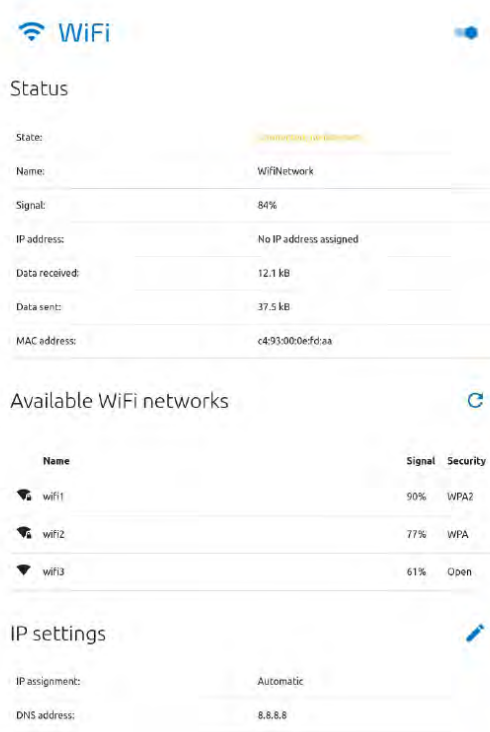 WiFi
Status
State:
Name: WifiNetwork
Signal: 84%
IP address: No IP address assigned
Data received: 12.1 kB
Data sent: 37.5 kB
MAC address: c4:93:00:0e:fd:aa
Available WiFi networks
Name Signal Security
wifi1 90% WPA2
wifi2 77% WPA
wifi3 61% Open
IP settings
IP assignment: Automatic
DNS address: 8.8.8.8